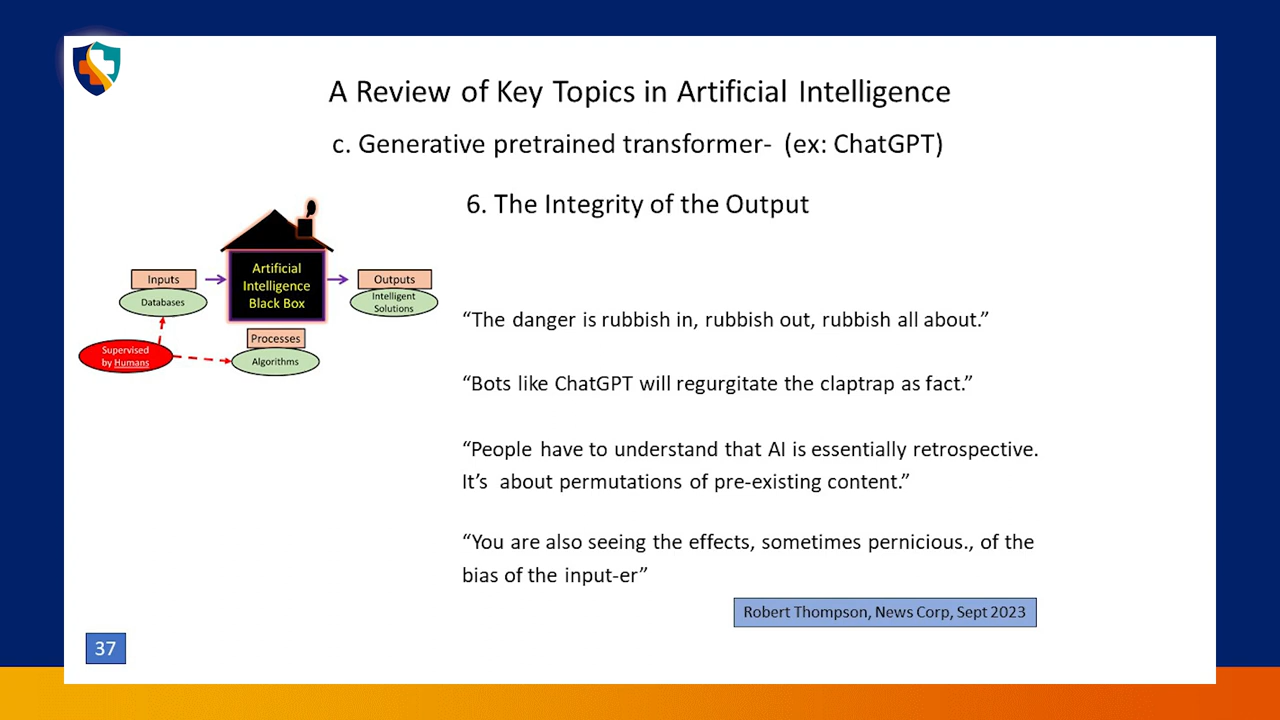 A Review of Key Topics in Artificial Intelligence
c. Generative pretrained transformer- (ex: ChatGPT)
6. The Integrity of the Output
Artificial
Intelligence
Black Box
Inputs
Databases
Outputs
Intelligent
Solutions
Processes
Algorithms
Supervised
by Humans
“The danger is rubbish in, rubbish out, rubbish all about.”
“Bots like ChatGPT will regurgitate the claptrap as fact.”
“People have to understand that AI is essentially retrospective.
It’s about permutations of pre-existing content.”
“You are also seeing the effects, sometimes pernicious., of the
bias of the input-er”
Robert Thompson, News Corp, Sept 2023
37